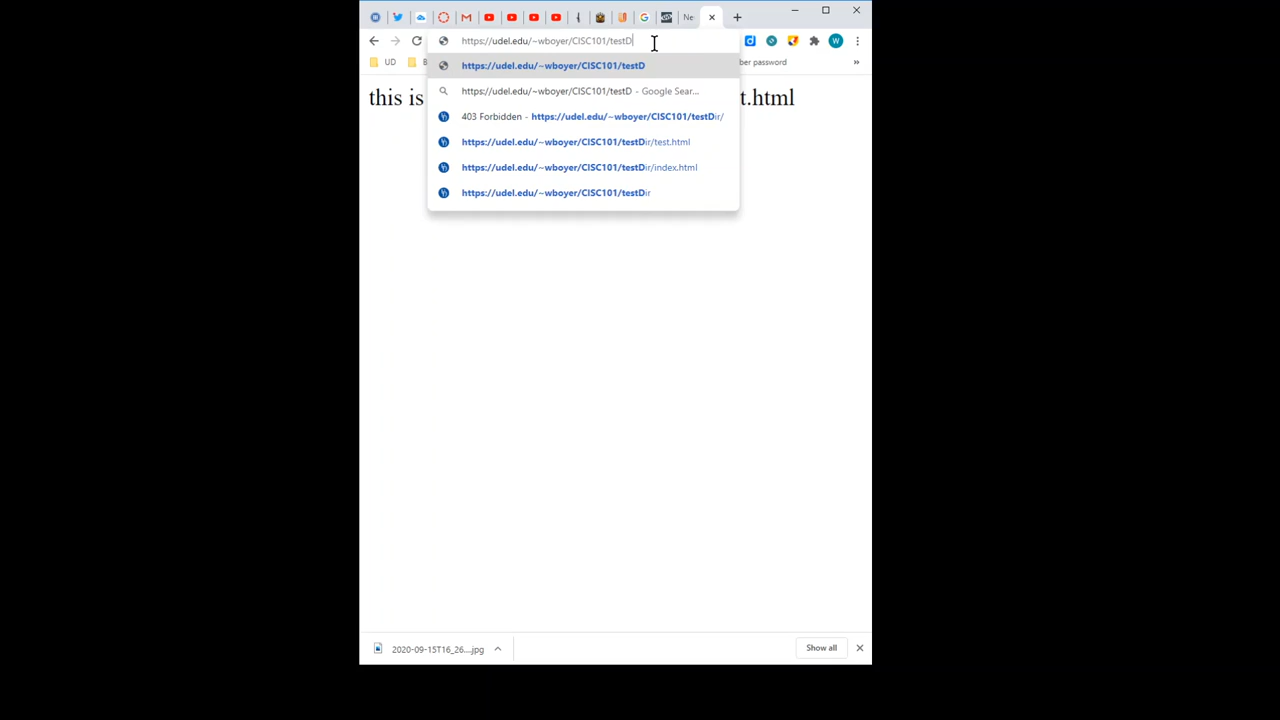 Ne
https://udel.edu/~wboyer/CISC101/testD
W
UD
ber password
»
https://udel.edu/~wboyer/CISC101/testD
https://udel.edu/~wboyer/CISC101/testD - Google Sear...
403 Forbidden - https://udel.edu/~wboyer/CISC101/testDir/
https://udel.edu/~wboyer/CISC101/testDir/test.html
https://udel.edu/~wboyer/CISC101/testDir/index.html
https://udel.edu/~wboyer/CISC101/testDir
this is t.html
2020-09-15T16_26....jpg
Show all